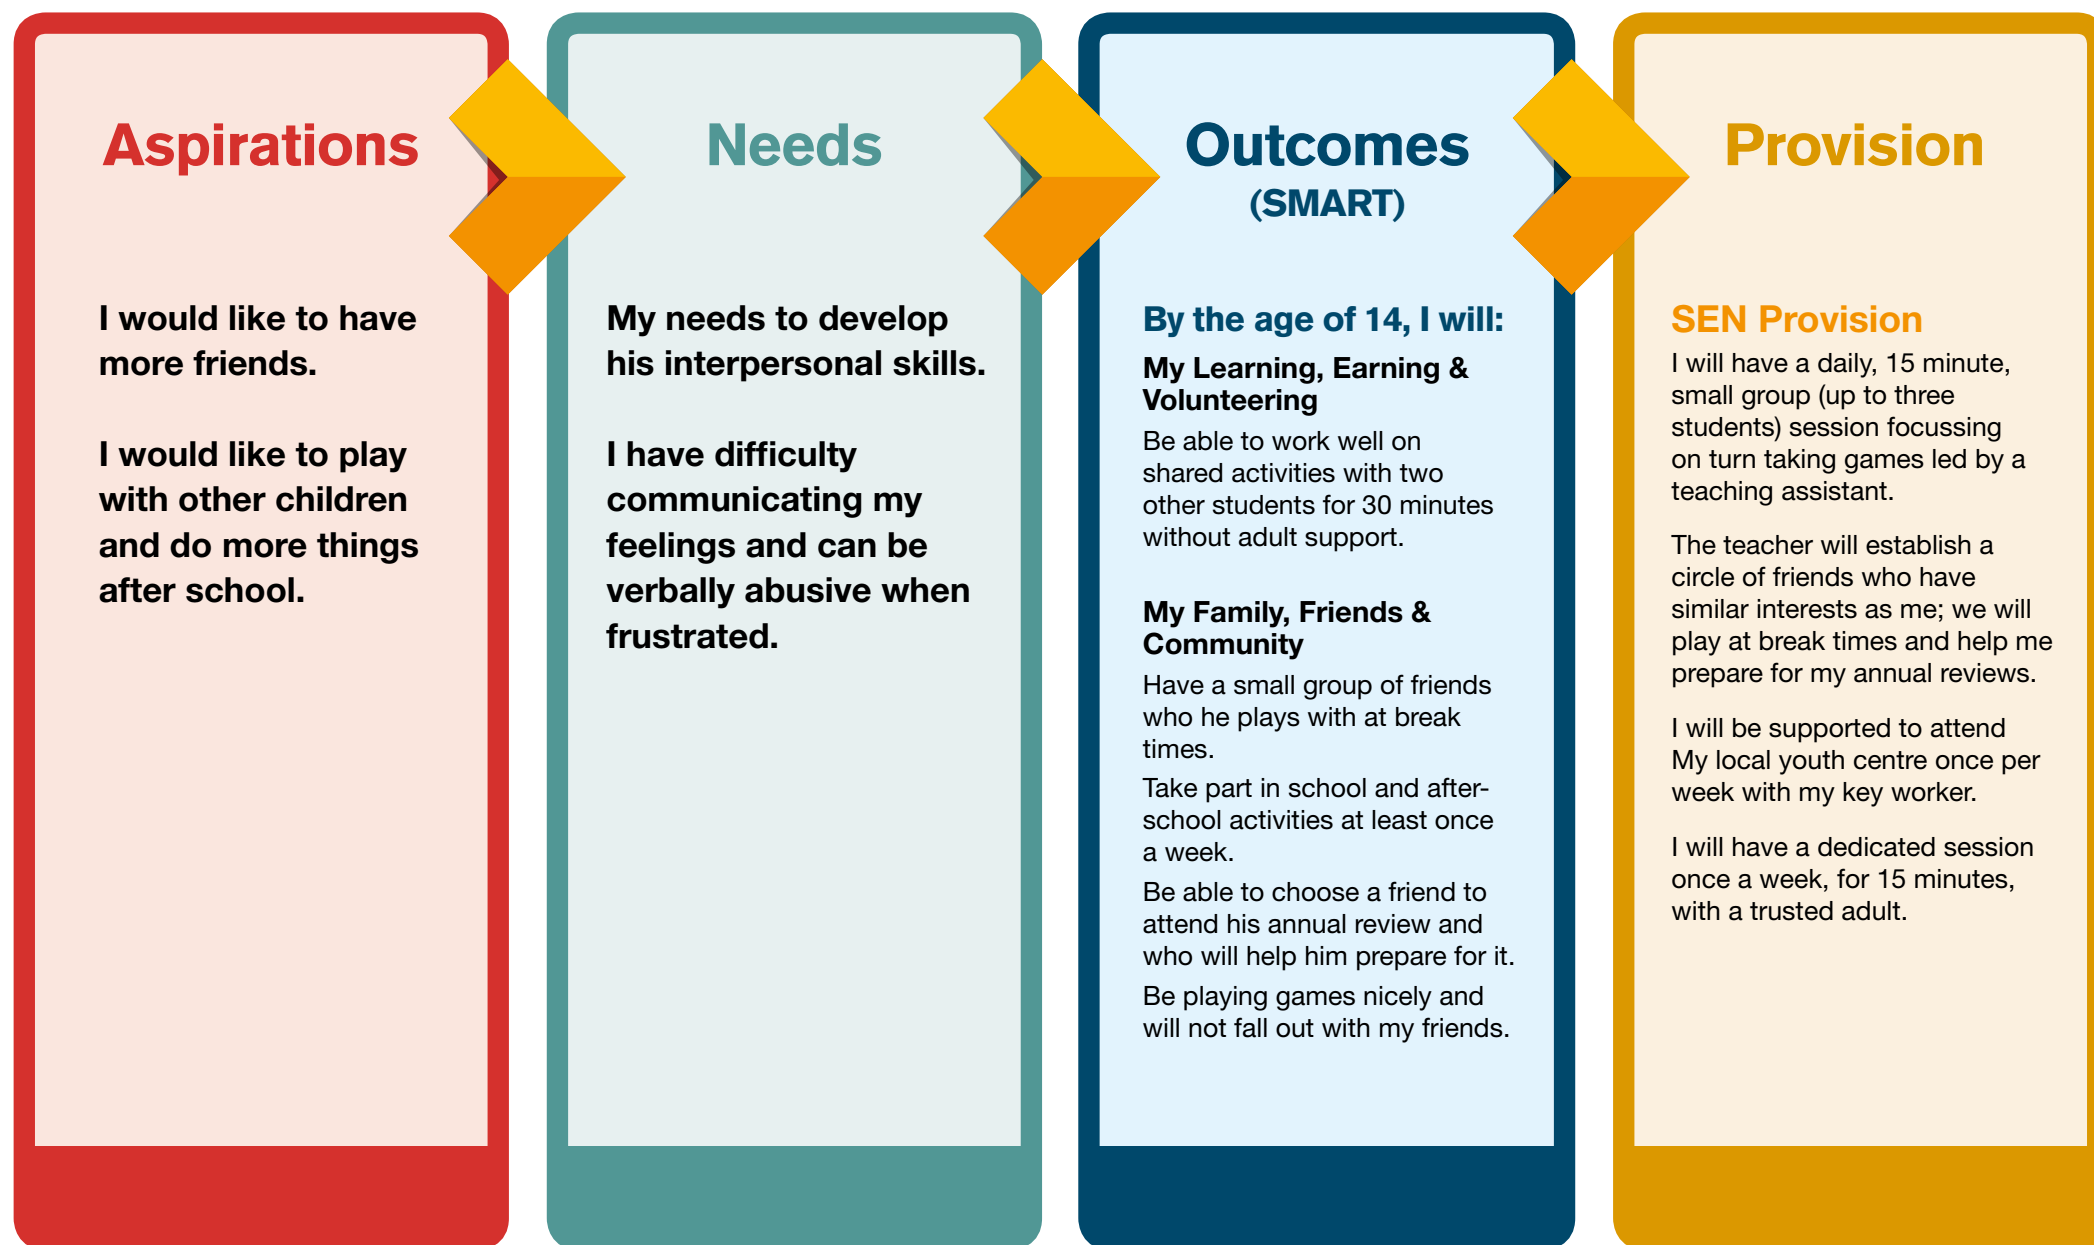 Aspirations
I would like to have
more friends.
I would like to play
with other children
and do more things
after school.
Needs
My needs to develop
his interpersonal skills.
I have difficulty
communicating my
feelings and can be
verbally abusive when
frustrated.
Outcomes
(SMART)
By the age of 14, I will:
My Learning, Earning &
Volunteering
Be able to work well on
shared activities with two
other students for 30 minutes
without adult support.
My Family, Friends &
Community
Have a small group of friends
who he plays with at break
times.
Take part in school and after-
school activities at least once
a week.
Be able to choose a friend to
attend his annual review and
who will help him prepare for it.
Be playing games nicely and
will not fall out with my friends.
Provision
SEN Provision
I will have a daily, 15 minute,
small group (up to three
students) session focussing
on turn taking games led by a
teaching assistant.
The teacher will establish a
circle of friends who have
similar interests as me; we will
play at break times and help me
prepare for my annual reviews.
I will be supported to attend
My local youth centre once per
week with my key worker.
I will have a dedicated session
once a week, for 15 minutes,
with a trusted adult.